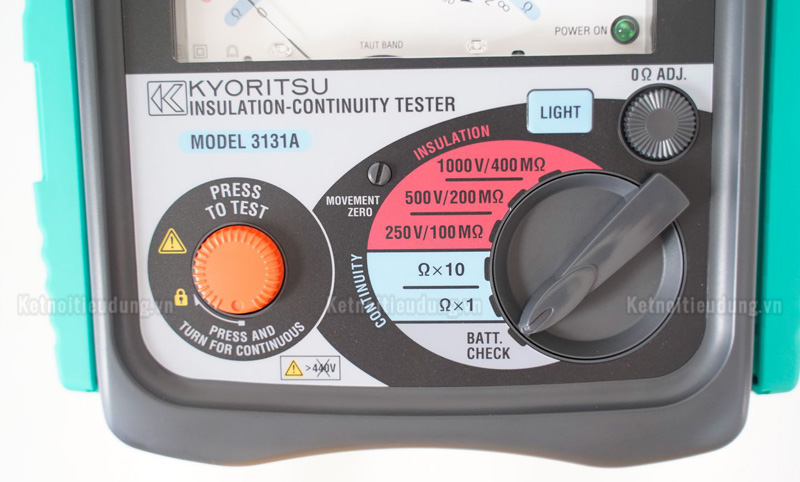 TAUT BAND
POWER ON
KYORITSU
INSULATION-CONTINUITY TESTER
MODEL 3131A
LIGHT
0Ω ADJ.
INSULATION
1000V/400MΩ
500V/200MΩ
250V/100MΩ
MOVEMENT
ZERO
CONTINUITY
Ω×10
Ω×1
BATT.
CHECK
PRESS
TO TEST
PRESS AND
TURN FOR CONTINUOUS
>440V
Ketnoitieudung.vn
Ketnoitieudung.vn
Ketnoitieudung.vn